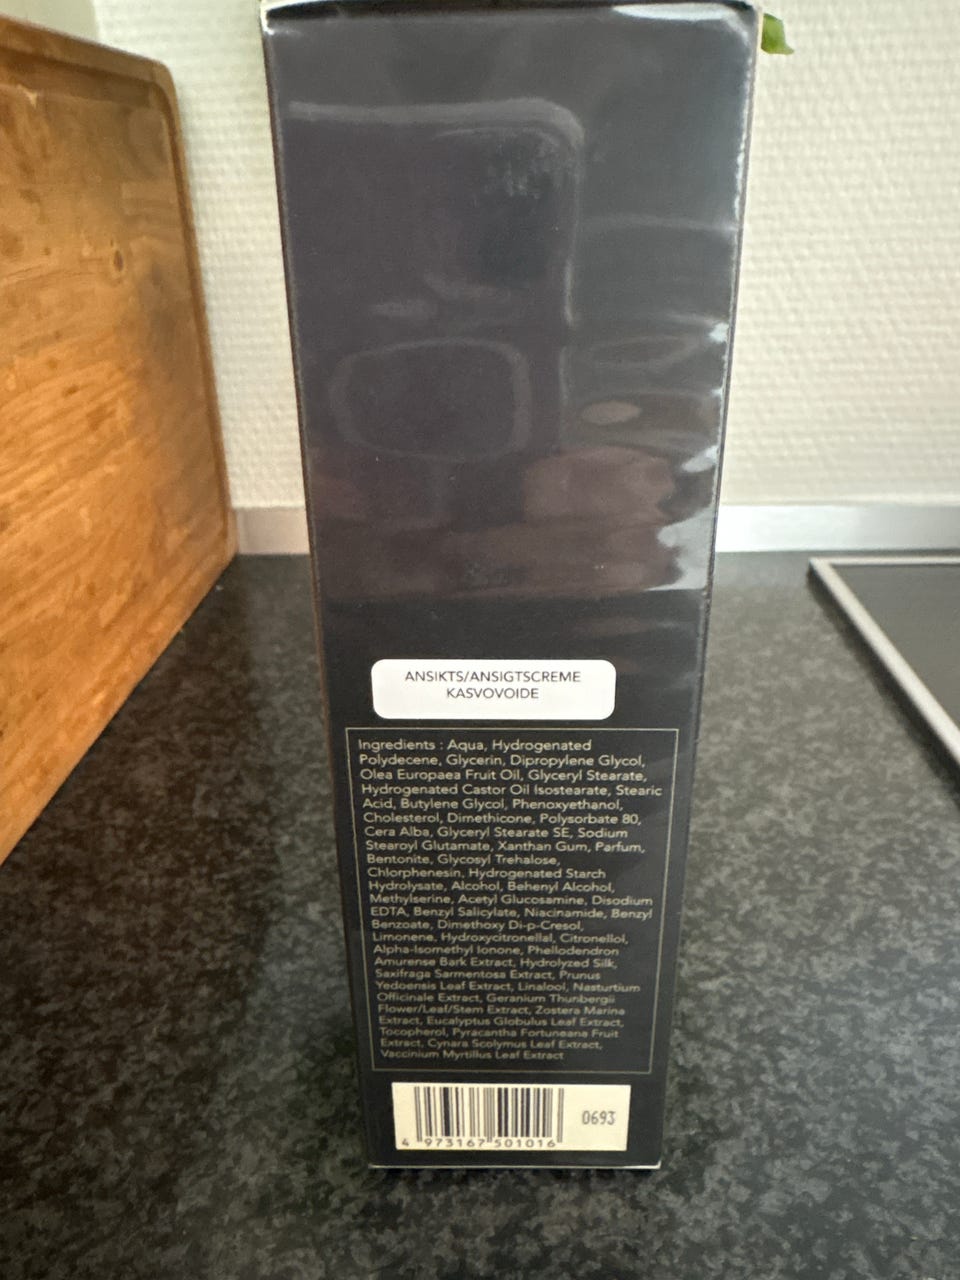 ANSIKTS/ANSIGTSCREME
KASVOVOIDE
Ingredients : Aqua, Hydrogenated
Polydecene, Glycerin, Dipropylene Glycol,
Olea Europaea Fruit Oil, Glyceryl Stearate,
Hydrogenated Castor Oil Isostearate, Stearic
Acid, Butylene Glycol, Phenoxyethanol,
Cholesterol, Dimethicone, Polysorbate 80,
Cera Alba, Glyceryl Stearate SE, Sodium
Stearoyl Glutamate, Xanthan Gum, Parfum,
Bentonite, Glycosyl Trehalose,
Chlorphenesin, Hydrogenated Starch
Hydrolysate, Alcohol, Behenyl Alcohol,
Methylserine, Acetyl Glucosamine, Disodium
EDTA, Benzyl Salicylate, Niacinamide, Benzyl
Benzoate, Dimethoxy Di-p-Cresol,
Limonene, Hydroxycitronellal, Citronellol,
Alpha-Isomethyl Ionone, Phellodendron
Amurense Bark Extract, Hydrolyzed Silk,
Saxifraga Sarmentosa Extract, Prunus
Yedoensis Leaf Extract, Linalool, Nasturtium
Officinale Extract, Geranium Thunbergii
Flower/Leaf/Stem Extract, Zostera Marina
Extract, Eucalyptus Globulus Leaf Extract,
Tocopherol, Pyracantha Fortuneana Fruit
Extract, Cynara Scolymus Leaf Extract,
Vaccinium Myrtillus Leaf Extract
0693
4 973167 501016